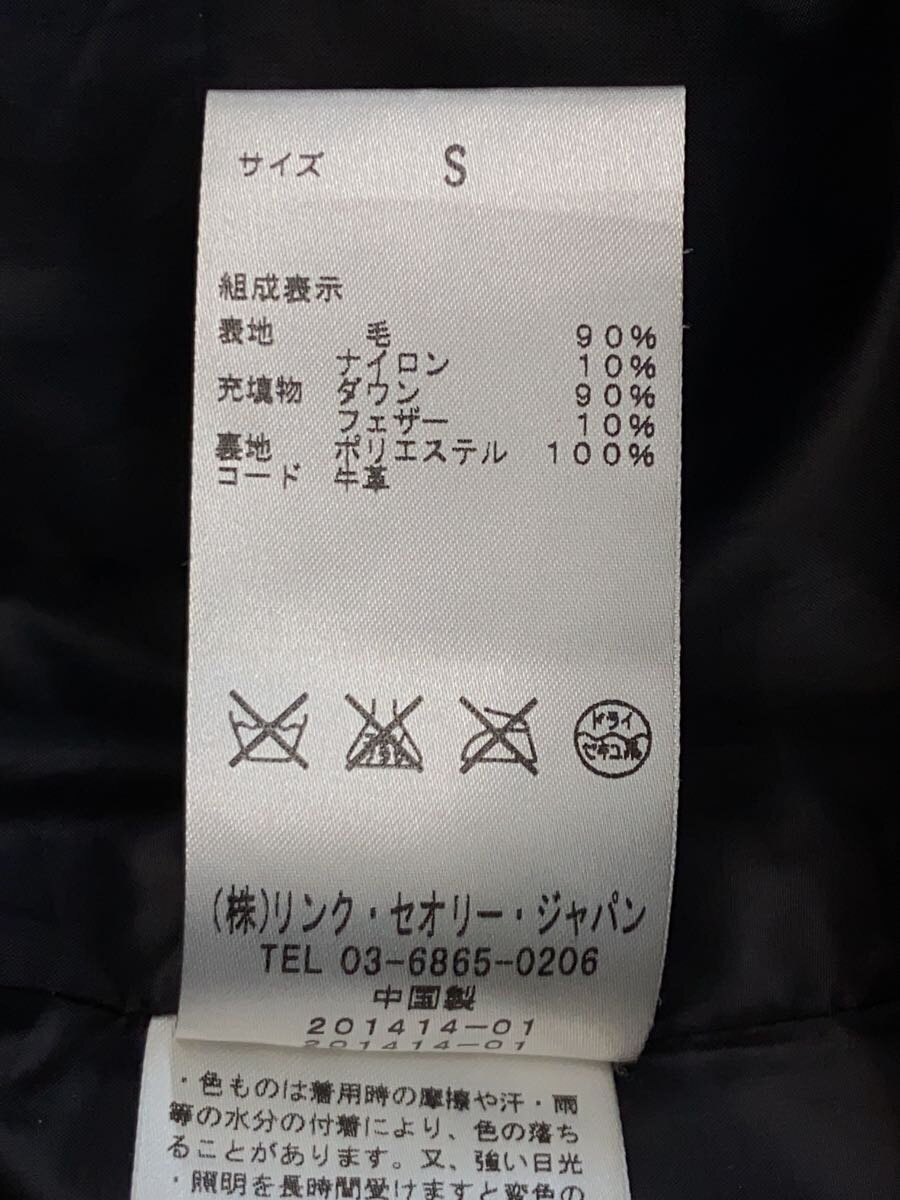 サイズ S
組成表示
表地 毛 90%
ナイロン 10%
充填物 ダウン 90%
フェザー 10%
裏地 ポリエステル 100%
コード 牛革
ドライ
セキユ系
(株)リンク・セオリー・ジャパン
TEL 03-6865-0206
中国製
201414-01
201414-01
・色ものは着用時の摩擦や汗・雨
等の水分の付着により、色の落ち
ることがあります。又、強い日光
・照明を長時間受けますと変色の